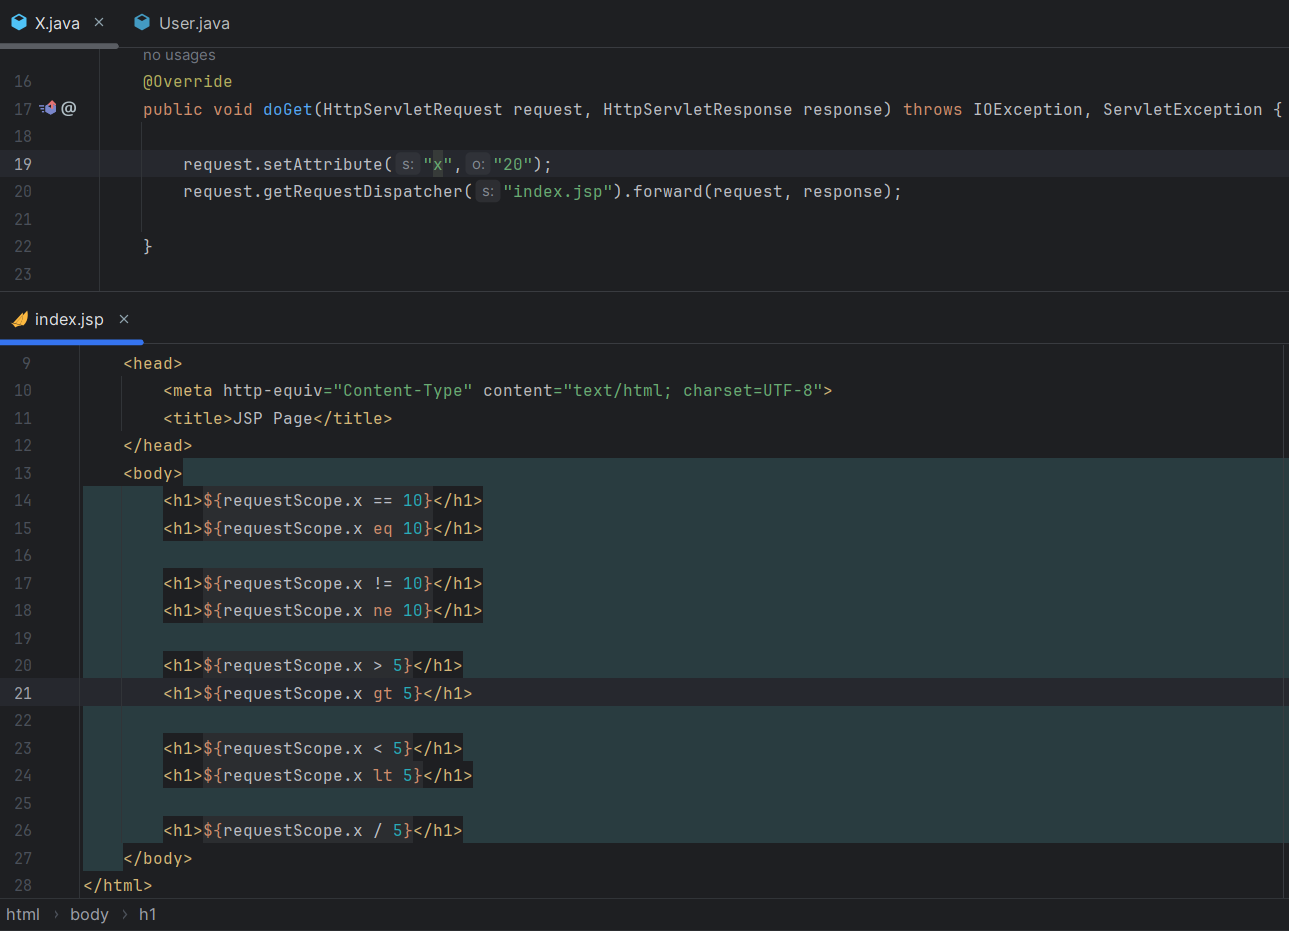 X.java × User.java
no usages
16 @Override
17 @ public void doGet(HttpServletRequest request, HttpServletResponse response) throws IOException, ServletException {
18
19 request.setAttribute( s: "x", o: "20");
20 request.getRequestDispatcher( s: "index.jsp").forward(request, response);
21
22 }
23
index.jsp ×
9 <head>
10 <meta http-equiv="Content-Type" content="text/html; charset=UTF-8">
11 <title>JSP Page</title>
12 </head>
13 <body>
14 <h1>${requestScope.x == 10}</h1>
15 <h1>${requestScope.x eq 10}</h1>
16
17 <h1>${requestScope.x != 10}</h1>
18 <h1>${requestScope.x ne 10}</h1>
19
20 <h1>${requestScope.x > 5}</h1>
21 <h1>${requestScope.x gt 5}</h1>
22
23 <h1>${requestScope.x < 5}</h1>
24 <h1>${requestScope.x lt 5}</h1>
25
26 <h1>${requestScope.x / 5}</h1>
27 </body>
28 </html>
html › body › h1